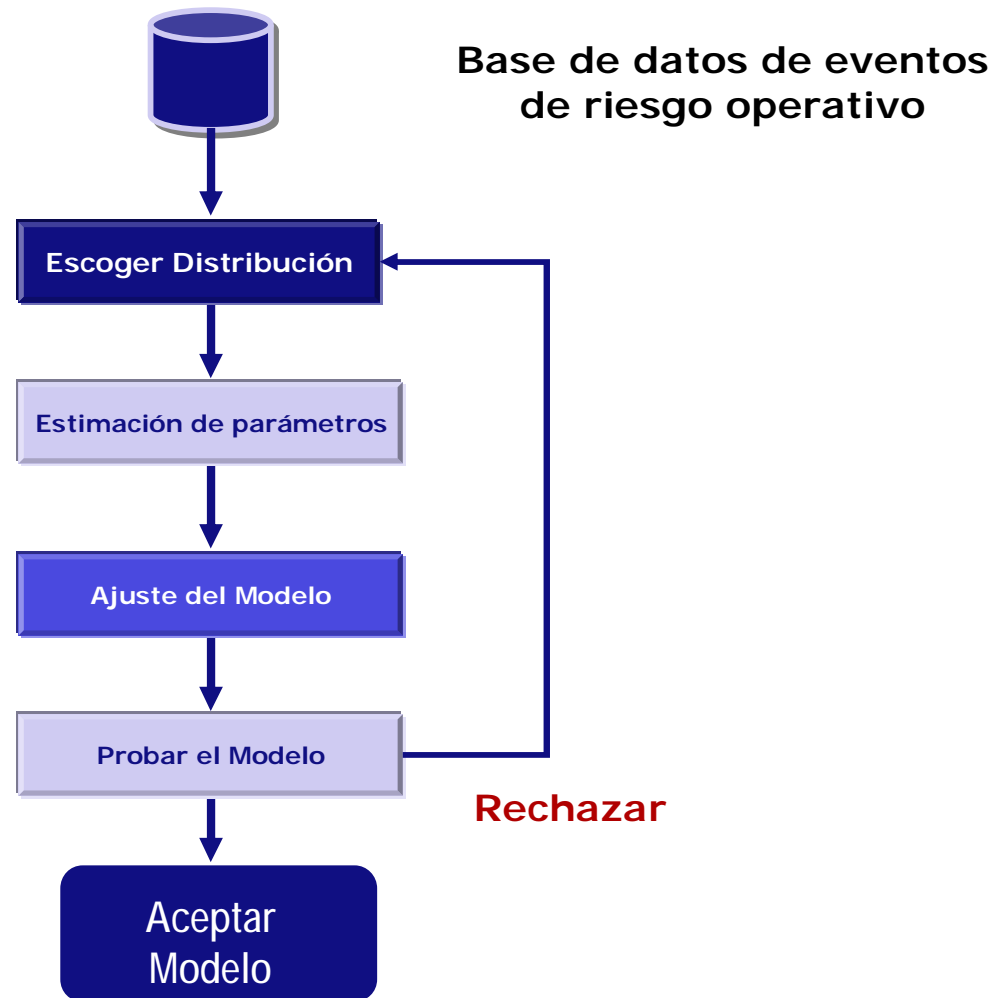 Base de datos de eventos
de riesgo operativo
Escoger Distribución
Estimación de parámetros
Ajuste del Modelo
Probar el Modelo
Rechazar
Aceptar
Modelo